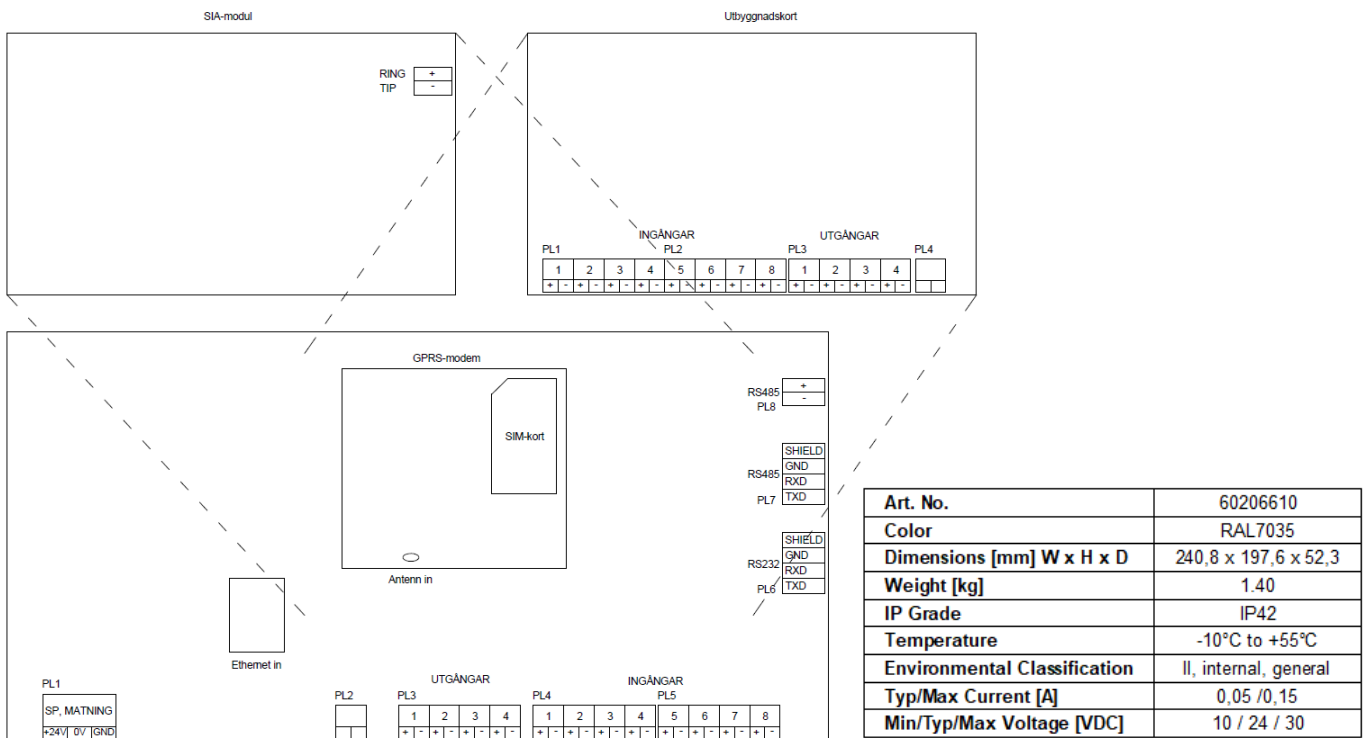 SIA-modul
RING +
TIP -
Utbyggnadskort
INGÅNGAR UTGÅNGAR
PL1 PL2 PL3 PL4
1 2 3 4 5 6 7 8 1 2 3 4
+ - + - + - + - + - + - + - + - + - + - + - + -
GPRS-modem
SIM-kort
Antenn in
Ethernet in
RS485 +
PL8 -
SHIELD
RS485 GND
RXD
PL7 TXD
SHIELD
RS232 GND
RXD
PL6 TXD
PL1
SP, MATNING
+24V 0V GND
UTGÅNGAR INGÅNGAR
PL2 PL3 PL4 PL5
1 2 3 4 1 2 3 4 5 6 7 8
+ - + - + - + - + - + - + - + - + - + - + - + -
Art. No. 60206610
Color RAL7035
Dimensions [mm] W x H x D 240,8 x 197,6 x 52,3
Weight [kg] 1.40
IP Grade IP42
Temperature -10°C to +55°C
Environmental Classification II, internal, general
Typ/Max Current [A] 0,05 /0,15
Min/Typ/Max Voltage [VDC] 10 / 24 / 30